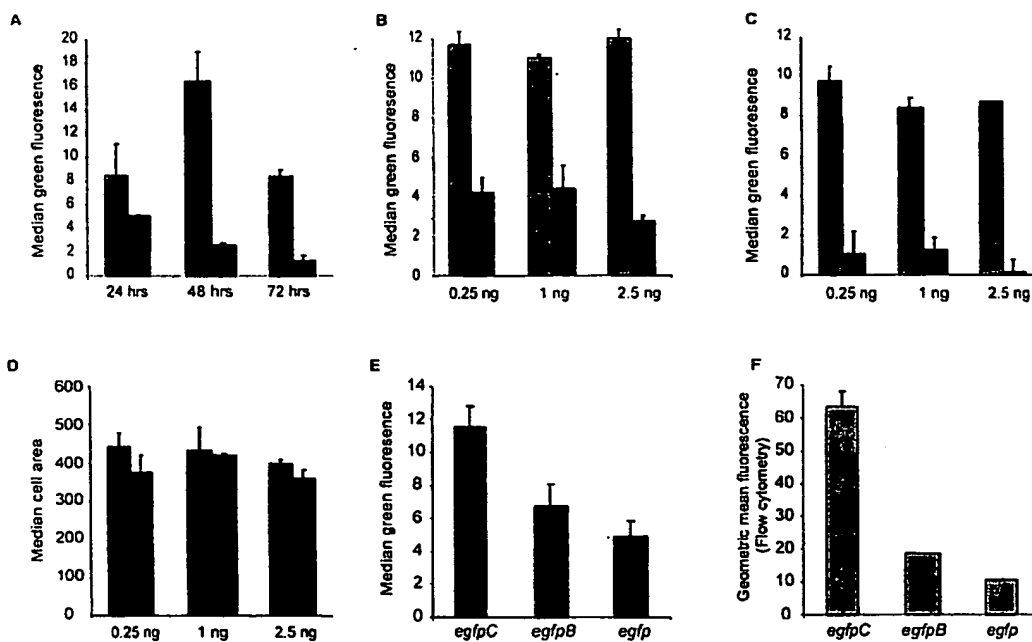 A
Median green fluoresence
20
18
16
14
12
10
8
6
4
2
0
24 hrs 48 hrs 72 hrs
B
Median green fluoresence
12
10
8
6
4
2
0
0.25 ng 1 ng 2.5 ng
C
Median green fluoresence
12
10
8
6
4
2
0
0.25 ng 1 ng 2.5 ng
D
Median cell area
600
500
400
300
200
100
0
0.25 ng 1 ng 2.5 ng
E
Median green fluoresence
14
12
10
8
6
4
2
0
egfpC egfpB egfp
F
Geometric mean fluorescence
(Flow cytometry)
70
60
50
40
30
20
10
0
egfpC egfpB egfp